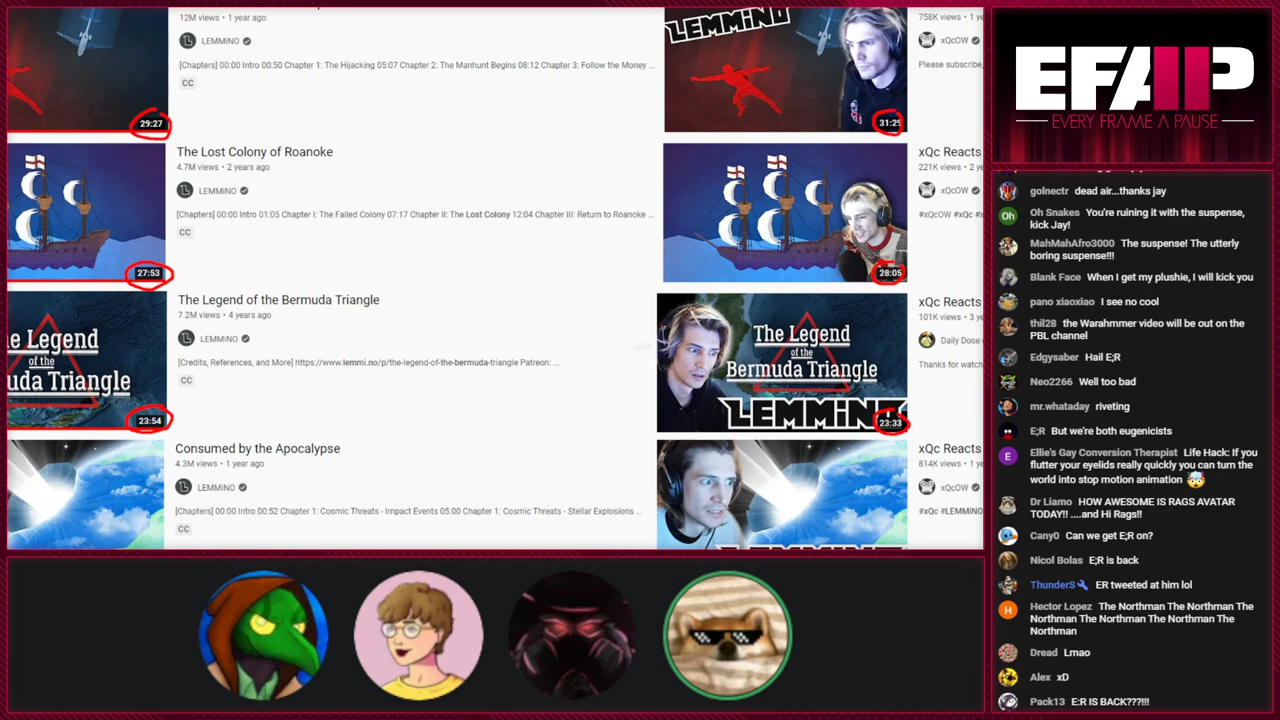 12M views • 1 year ago
LEMMiNO
[Chapters] 00:00 Intro 00:50 Chapter 1: The Hijacking 05:07 Chapter 2: The Manhunt Begins 08:12 Chapter 3: Follow the Money ...
CC
29:27
LEMMiNO
31:29
758K views • 1 ye
xQcOW
Please subscribe,
The Lost Colony of Roanoke
4.7M views • 2 years ago
LEMMiNO
[Chapters] 00:00 Intro 01:05 Chapter I: The Failed Colony 07:17 Chapter II: The Lost Colony 12:04 Chapter III: Return to Roanoke ...
CC
27:53
28:05
xQc Reacts
221K views • 2 ye
xQcOW
#xQcOW #xQc #x
The Legend of the Bermuda Triangle
7.2M views • 4 years ago
LEMMiNO
[Credits, References, and More] https://www.lemmi.no/p/the-legend-of-the-bermuda-triangle Patreon: ...
CC
e Legend
of the
uda Triangle
23:54
The Legend
of the
Bermuda Triangle
LEMMiNO
23:33
xQc Reacts
101K views • 3 ye
Daily Dose
Thanks for watch
Consumed by the Apocalypse
4.3M views • 1 year ago
LEMMiNO
[Chapters] 00:00 Intro 00:52 Chapter 1: Cosmic Threats - Impact Events 05:00 Chapter 1: Cosmic Threats - Stellar Explosions ...
CC
xQc Reacts
814K views • 1 ye
xQcOW
#xQc #LEMMiNO
EFAP
EVERY FRAME A PAUSE
golnectr dead air...thanks jay
Oh
Oh Snakes You're ruining it with the suspense,
kick Jay!
MahMahAfro3000 The suspense! The utterly
boring suspense!!!
Blank Face When I get my plushie, I will kick you
pano xiaoxiao I see no cool
thil28 the Warahmmer video will be out on the
PBL channel
Edgysaber Hail E;R
Neo2266 Well too bad
mr.whataday riveting
E;R But we're both eugenicists
E
Ellie's Gay Conversion Therapist Life Hack: If you
flutter your eyelids really quickly you can turn the
world into stop motion animation 🤯
Dr Liamo HOW AWESOME IS RAGS AVATAR
TODAY!! ....and Hi Rags!!
Cany0 Can we get E;R on?
Nicol Bolas E;R is back
ThunderS ER tweeted at him lol
H
Hector Lopez The Northman The Northman The
Northman The Northman The Northman The
Northman
Dread Lmao
Alex xD
Pack13 E:R IS BACK???!!!